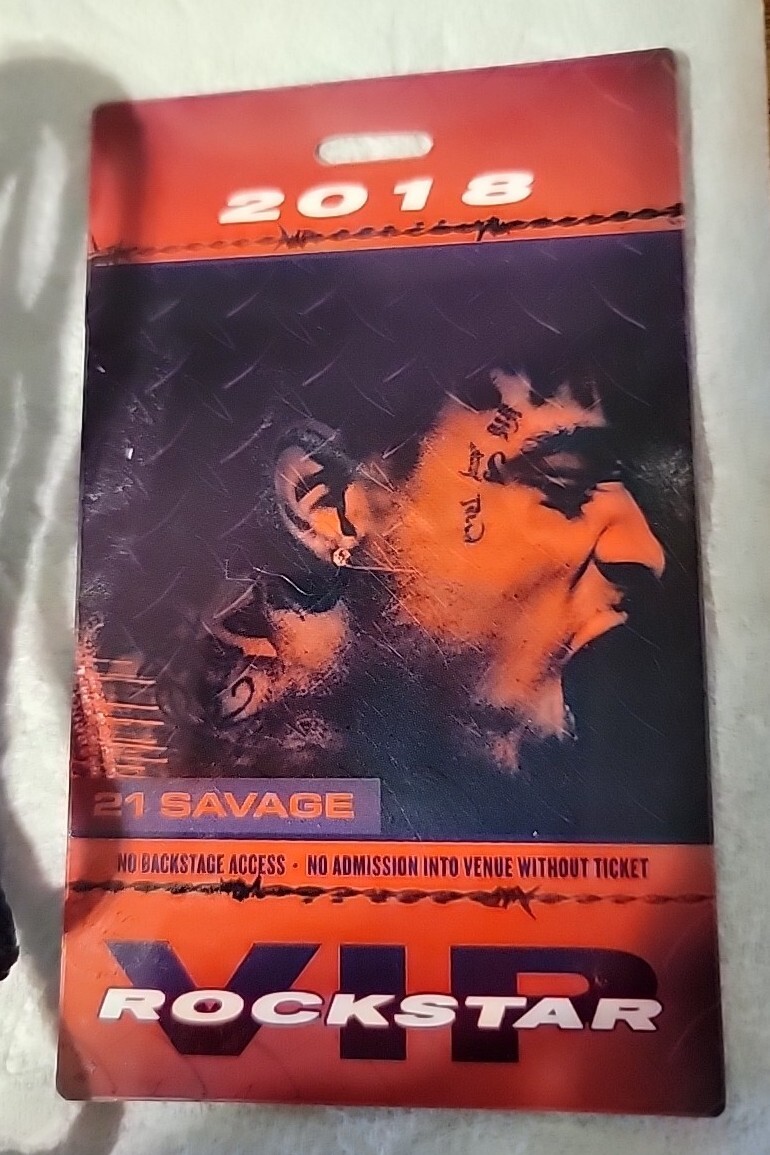 2018
21 SAVAGE
NO BACKSTAGE ACCESS · NO ADMISSION INTO VENUE WITHOUT TICKET
VIP
ROCKSTAR